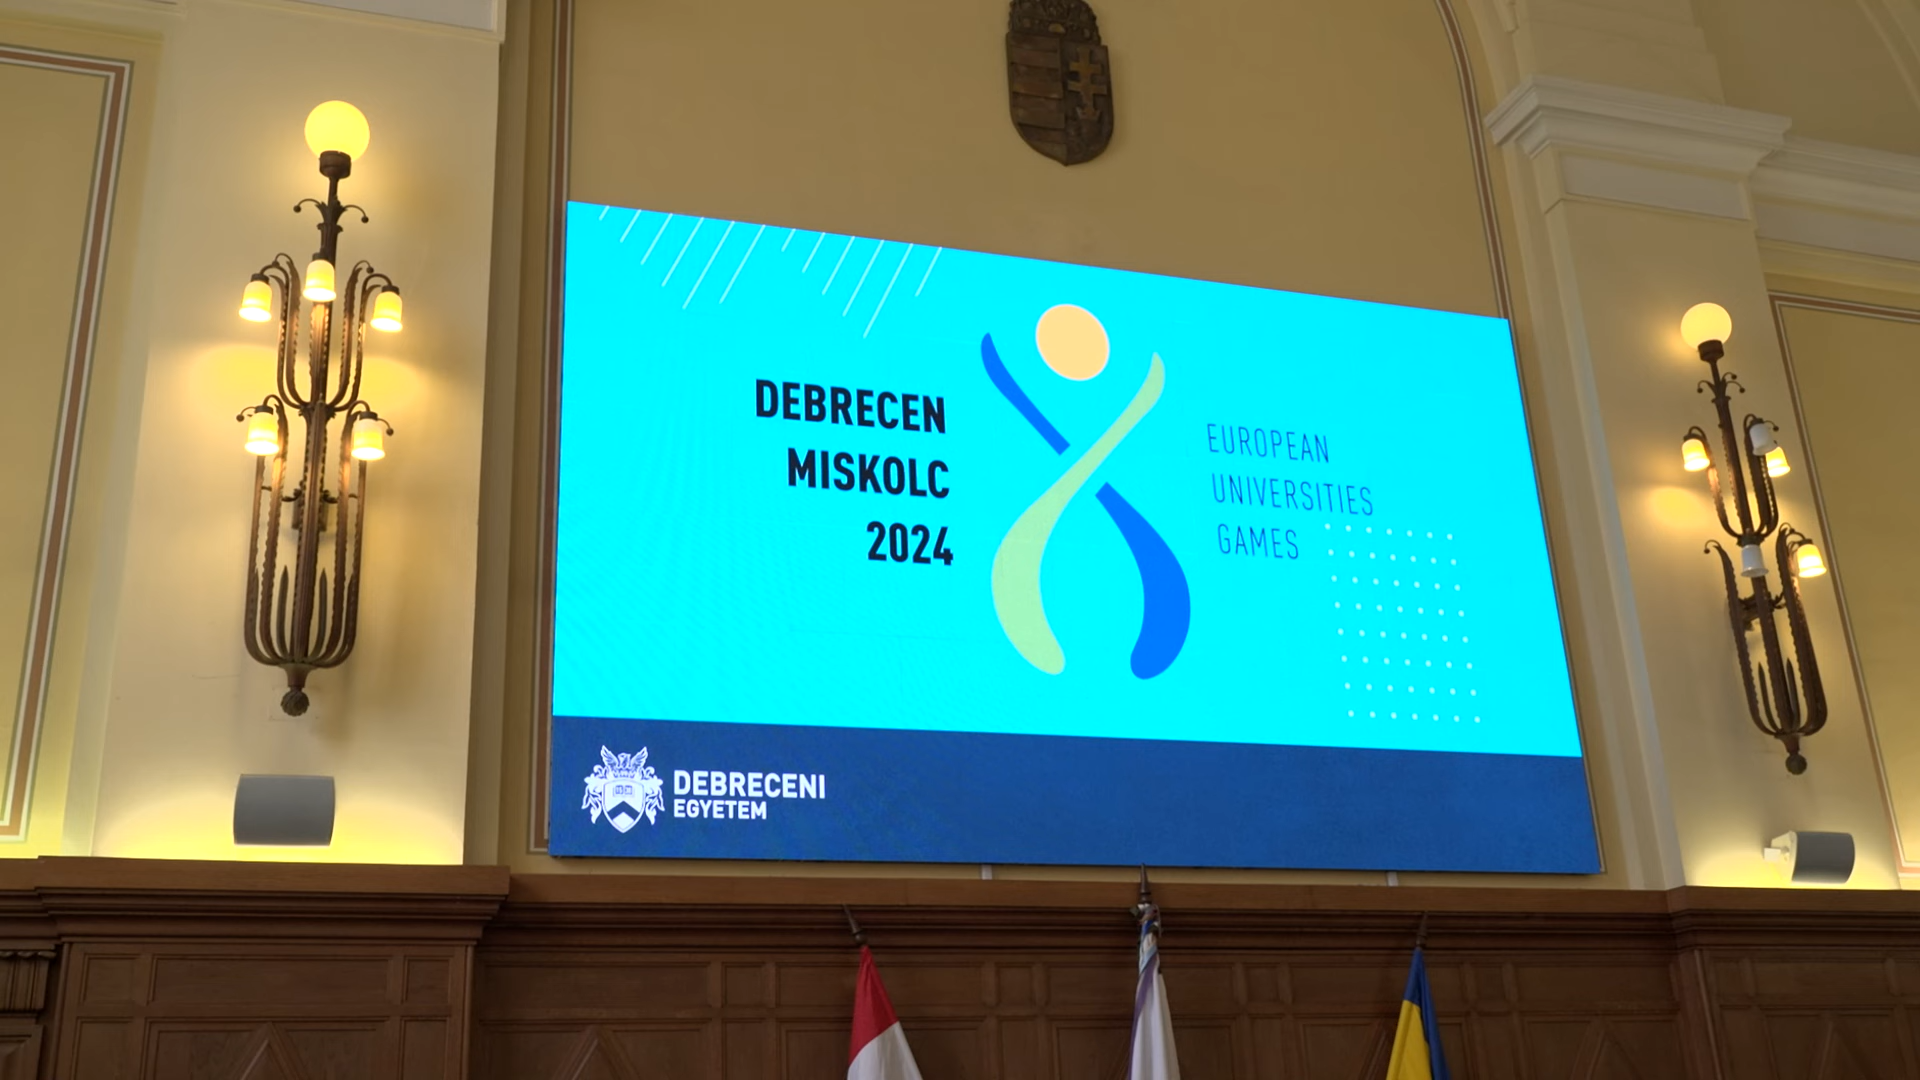 DEBRECEN
MISKOLC
2024
EUROPEAN
UNIVERSITIES
GAMES
DEBRECENI
EGYETEM